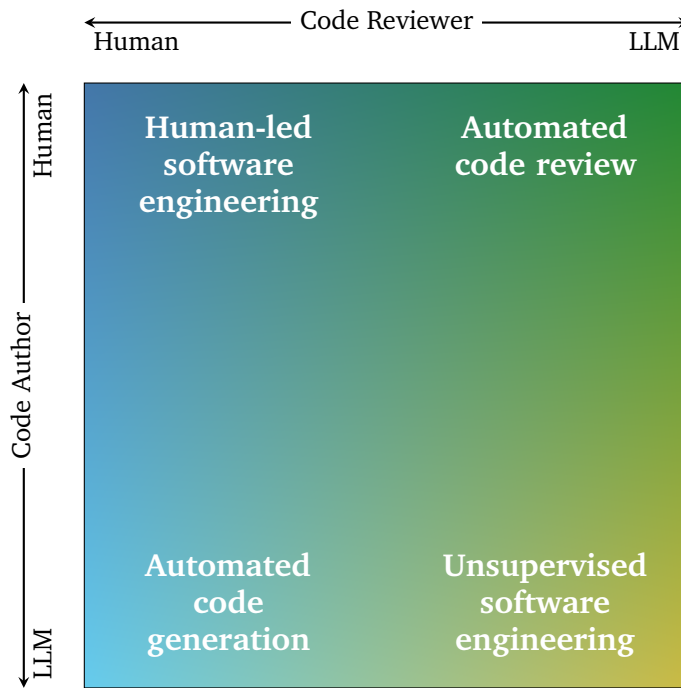 Code Reviewer
Human
LLM
Human
Code Author
LLM
Human-led
software
engineering
Automated
code review
Automated
code
generation
Unsupervised
software
engineering